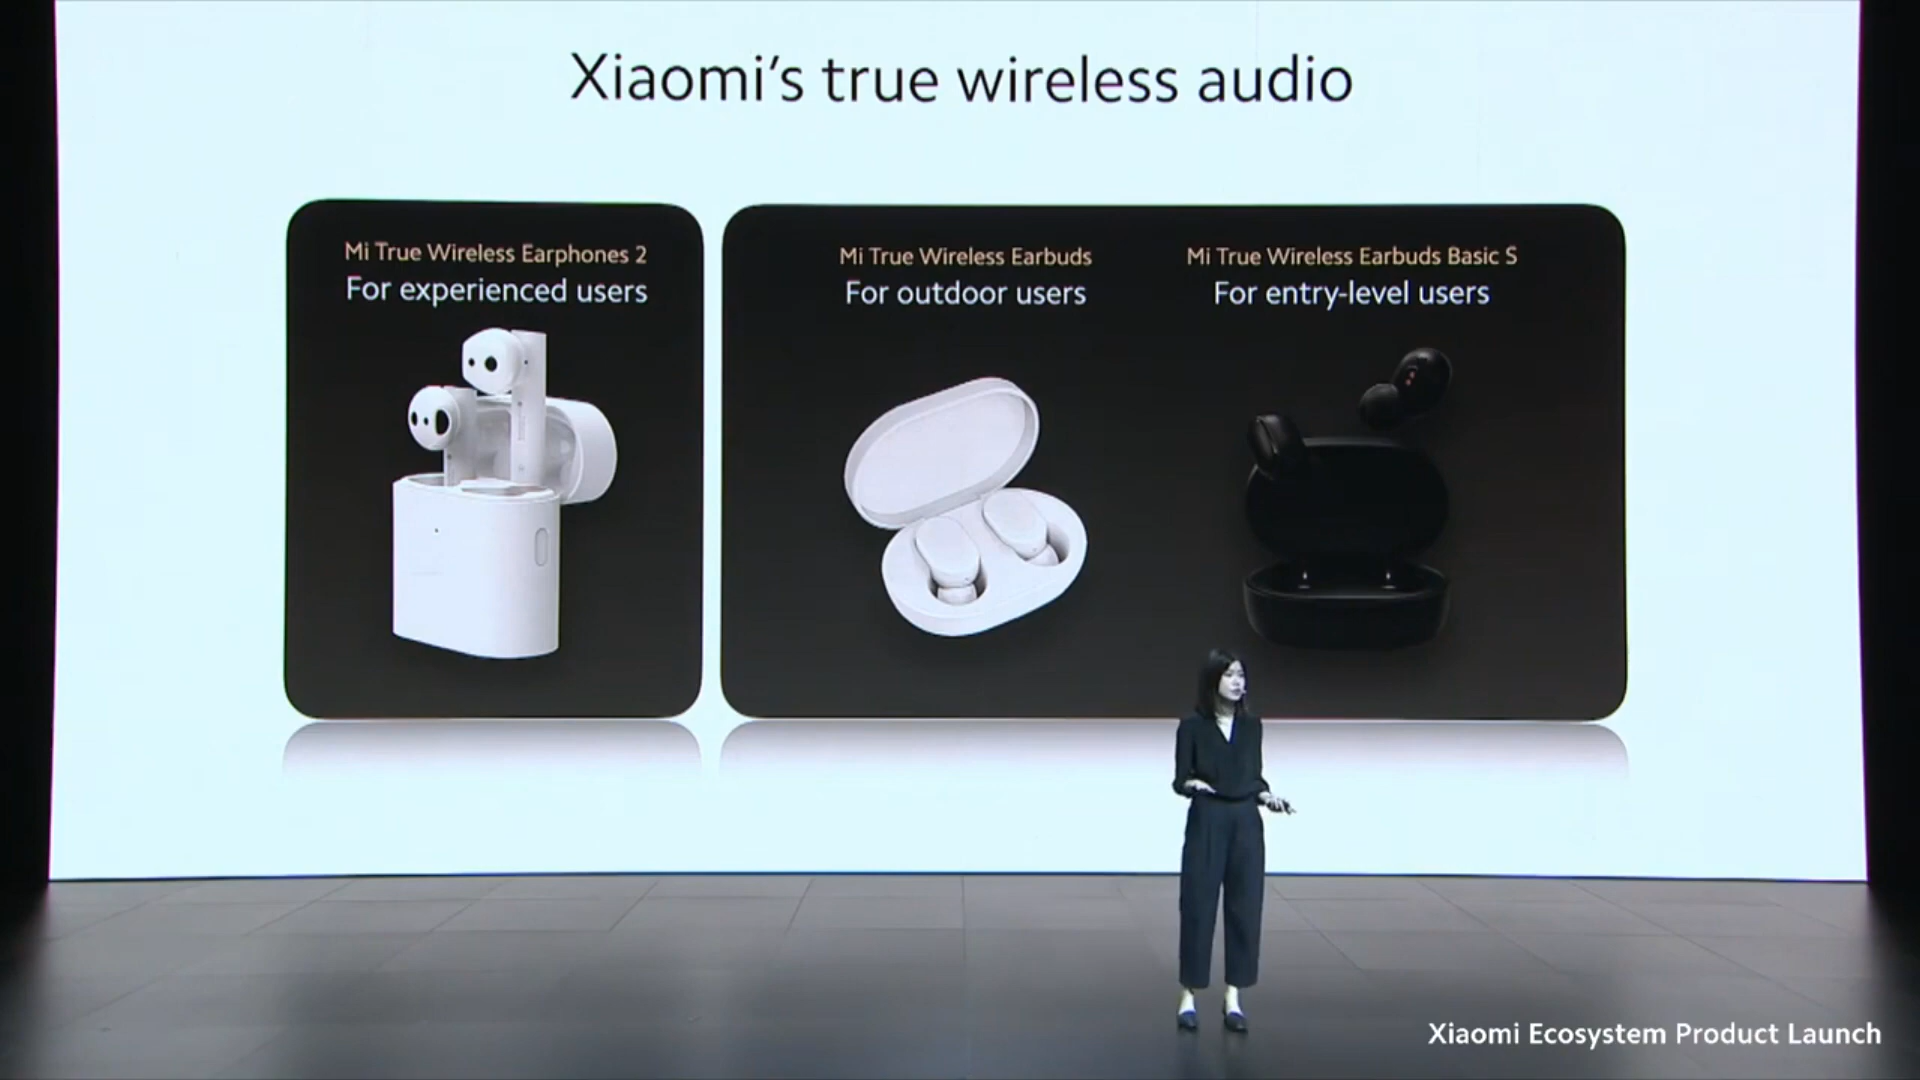 Xiaomi's true wireless audio
Mi True Wireless Earphones 2
For experienced users
Mi True Wireless Earbuds
For outdoor users
Mi True Wireless Earbuds Basic S
For entry-level users
Xiaomi Ecosystem Product Launch